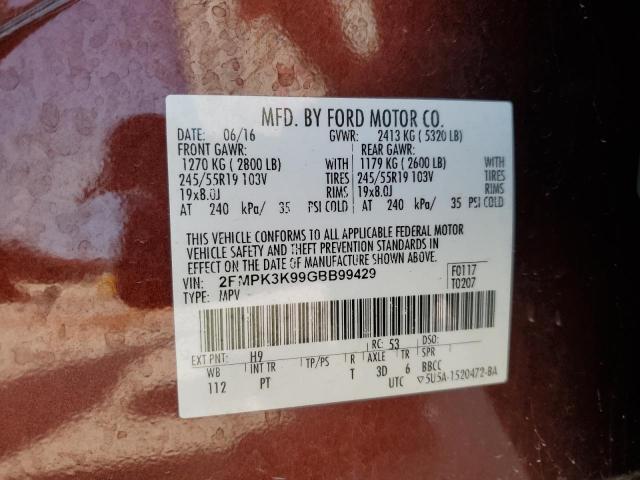 MFD. BY FORD MOTOR CO.
DATE: 06/16 GVWR: 2413 KG ( 5320 LB)
FRONT GAWR: REAR GAWR:
1270 KG ( 2800 LB) WITH 1179 KG ( 2600 LB) WITH
245/55R19 103V TIRES 245/55R19 103V TIRES
19x8.0J RIMS 19x8.0J RIMS
AT 240 kPa/ 35 PSI COLD AT 240 kPa/ 35 PSI COLD
THIS VEHICLE CONFORMS TO ALL APPLICABLE FEDERAL MOTOR
VEHICLE SAFETY AND THEFT PREVENTION STANDARDS IN
EFFECT ON THE DATE OF MANUFACTURE SHOWN ABOVE.
VIN: 2FMPK3K99GBB99429 F0117
TYPE: MPV T0207
EXT PNT: H9 RC: 53 DSO:
WB INT TR TP/PS R AXLE TR SPR
112 PT T 3D 6 BBCC
UTC ▽5U5A-1520472-BA